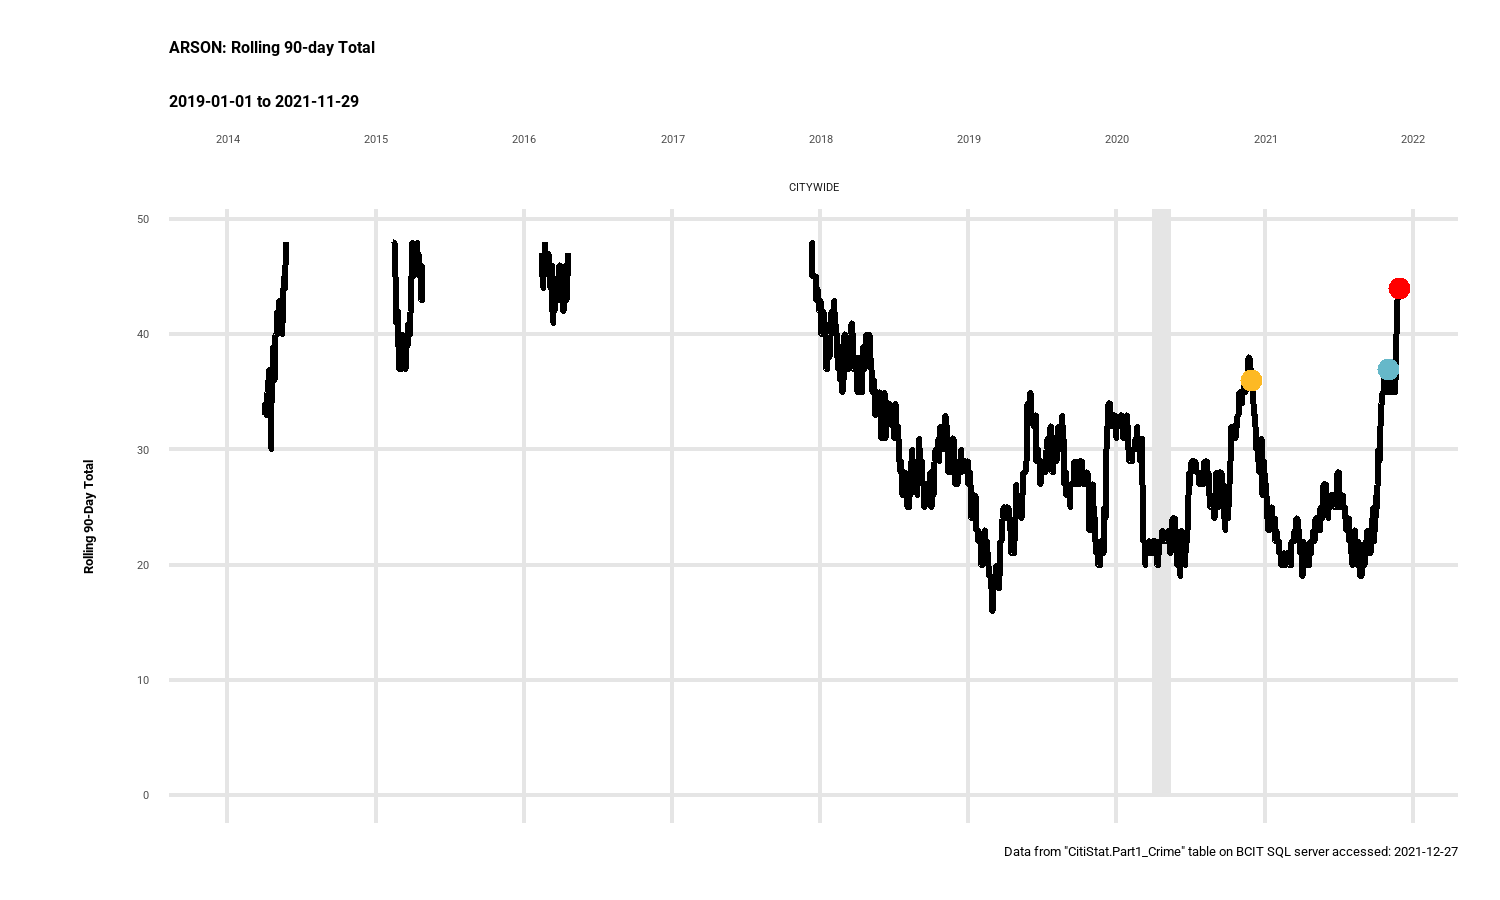 ARSON: Rolling 90-day Total
2019-01-01 to 2021-11-29
2014 2015 2016 2017 2018 2019 2020 2021 2022
CITYWIDE
50
40
30
20
10
0
Rolling 90-Day Total
Data from "CitiStat.Part1_Crime" table on BCIT SQL server accessed: 2021-12-27